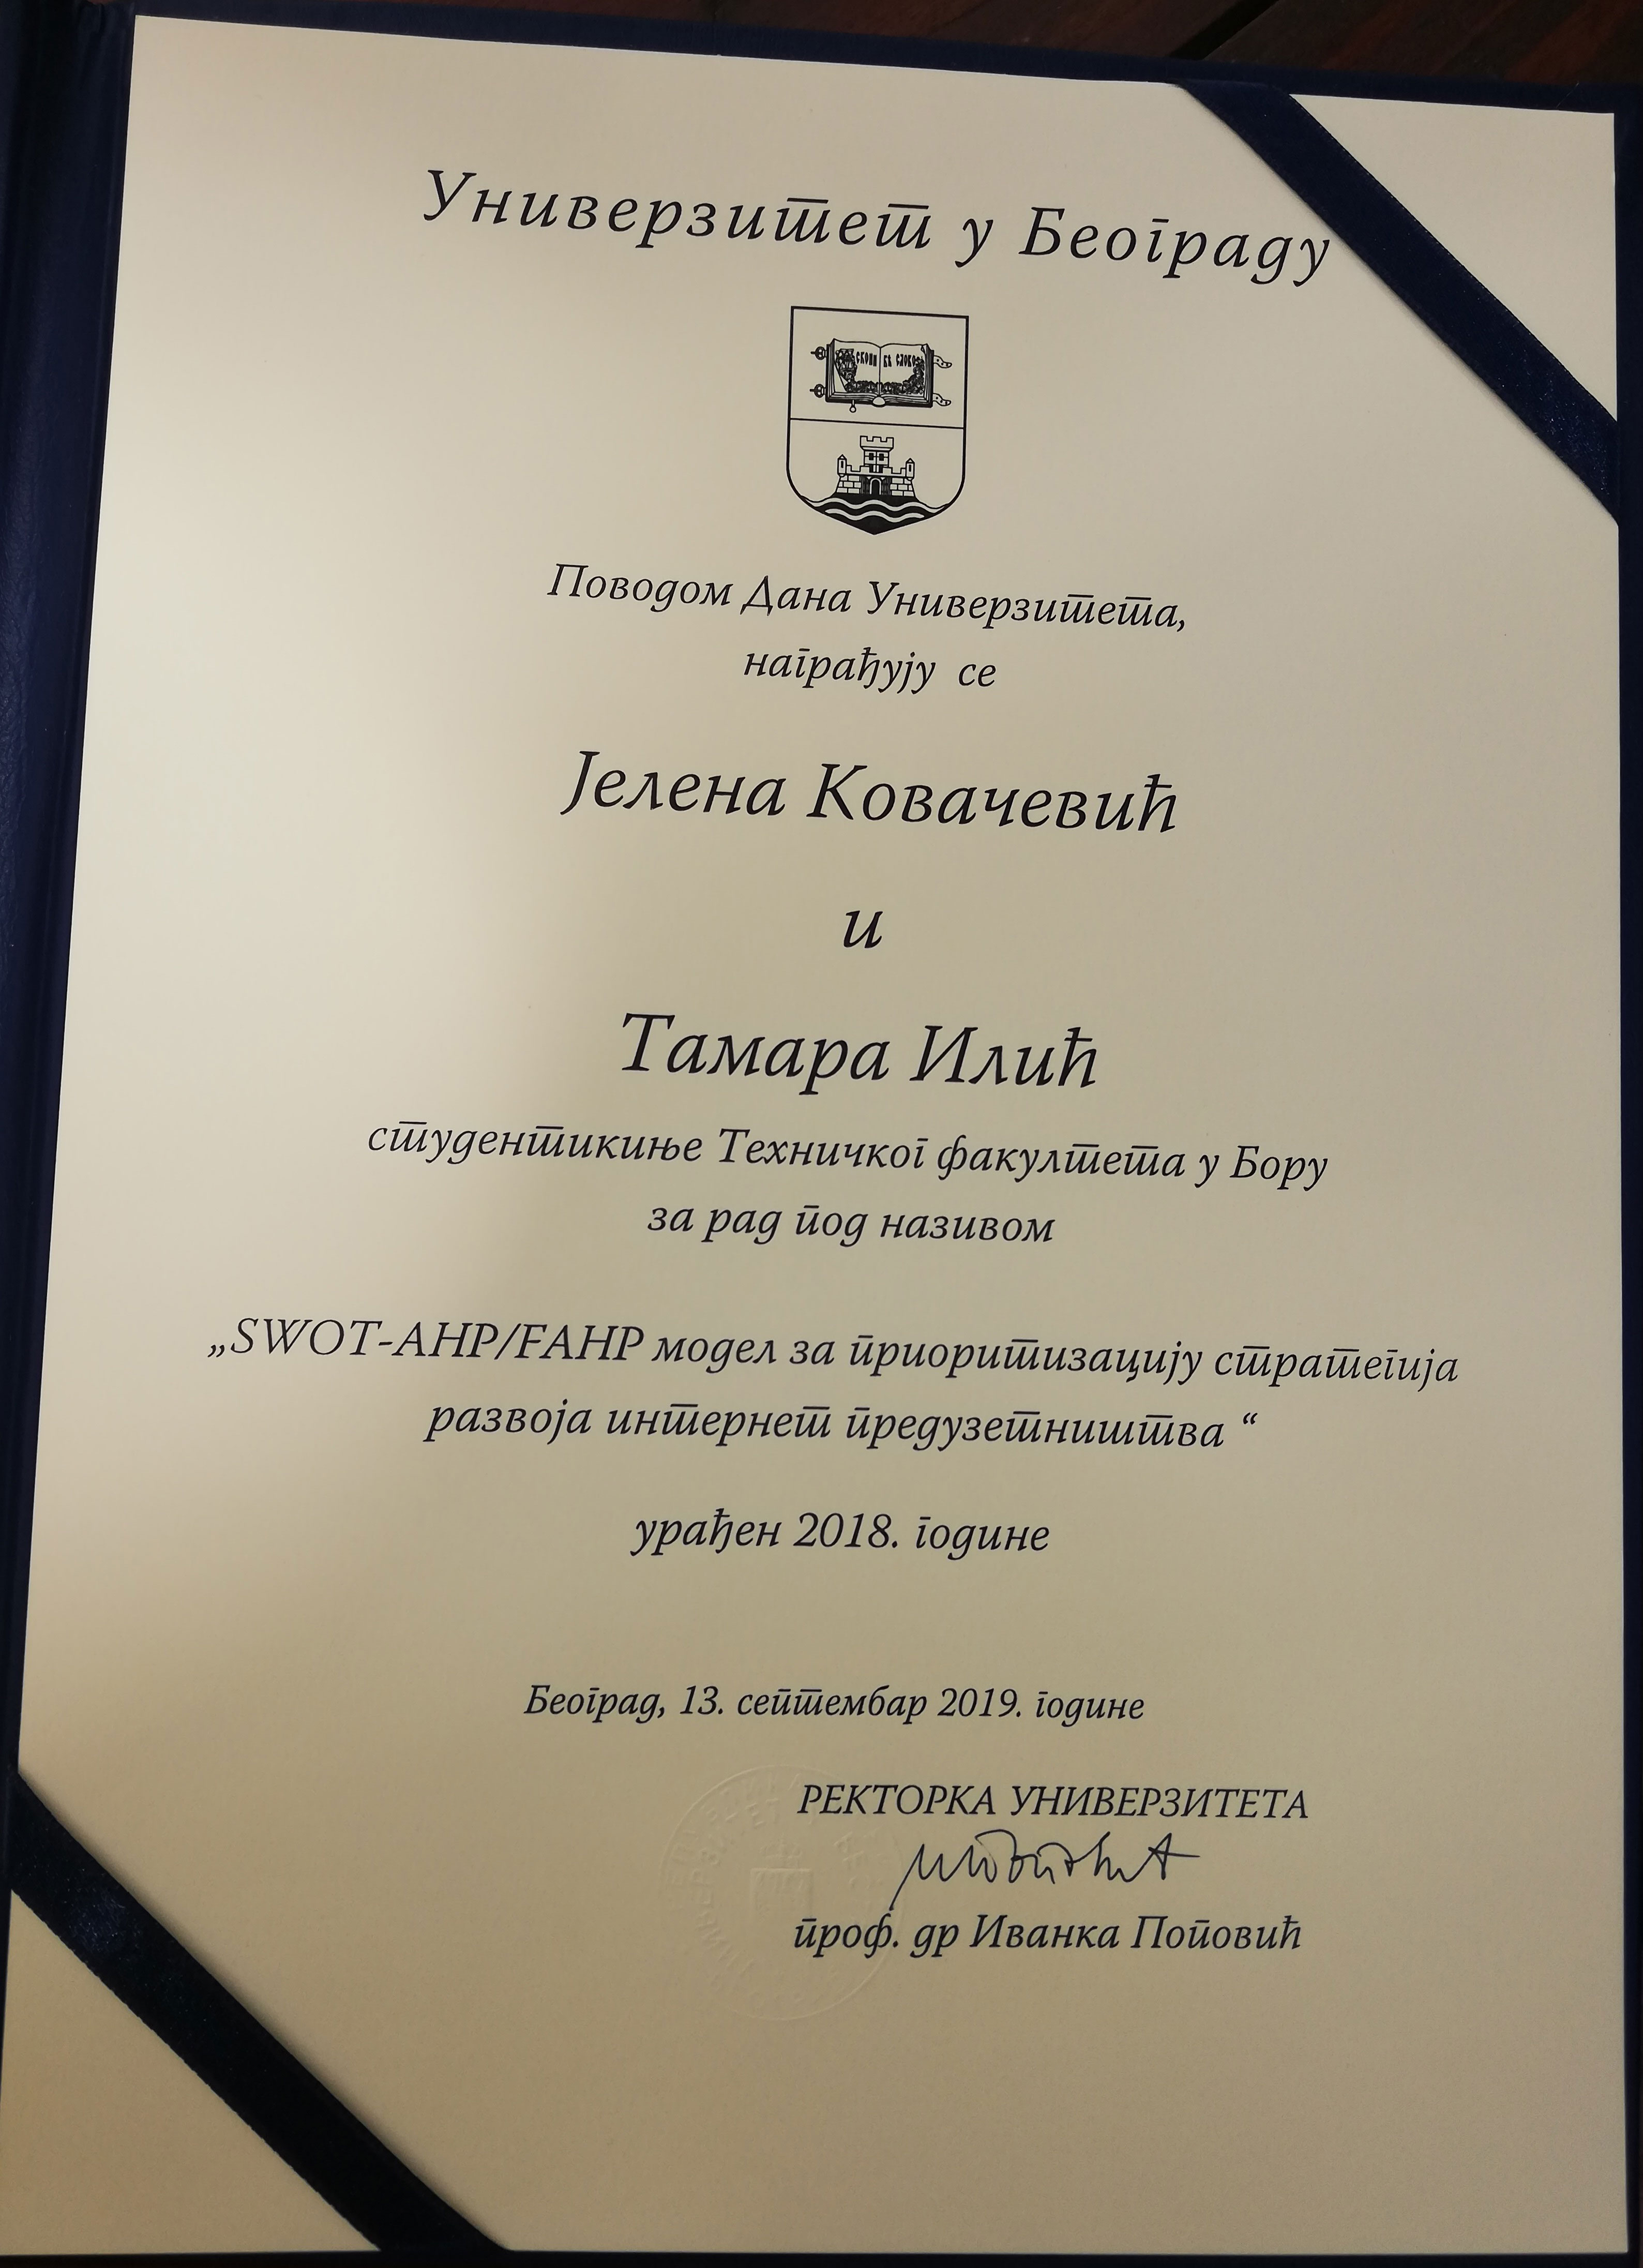 Универзитет у Београду
Поводом Дана Универзитета,
награђују се
Јелена Ковачевић
и
Тамара Илић
студентикиње Техничког факултета у Бору
за рад под називом
„SWOT-AHP/FAHP модел за приоритизацију стратегија
развоја интернет предузетништва “
урађен 2018. године
Београд, 13. септембар 2019. године
РЕКТОРКА УНИВЕРЗИТЕТА
проф. др Иванка Поповић